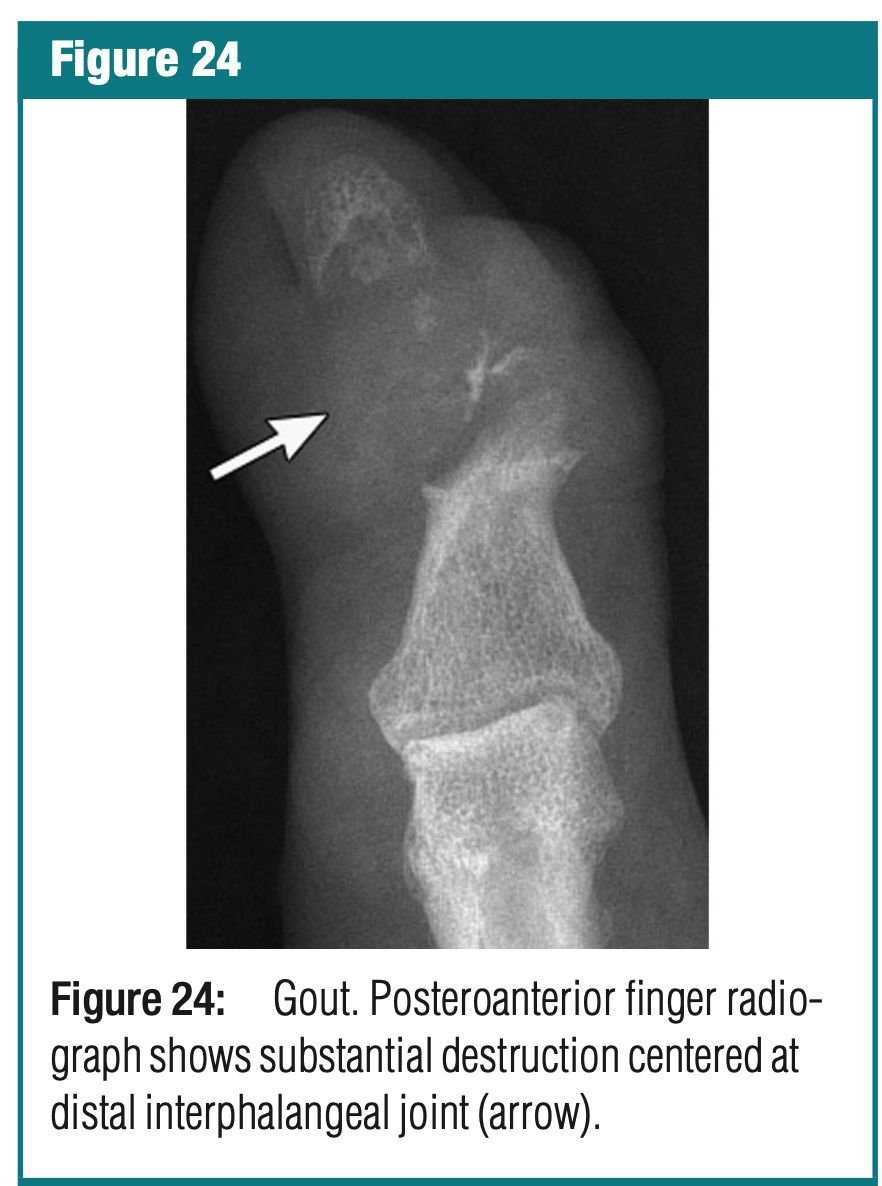 Figure 24
Figure 24: Gout. Posteroanterior finger radio-
graph shows substantial destruction centered at
distal interphalangeal joint (arrow).